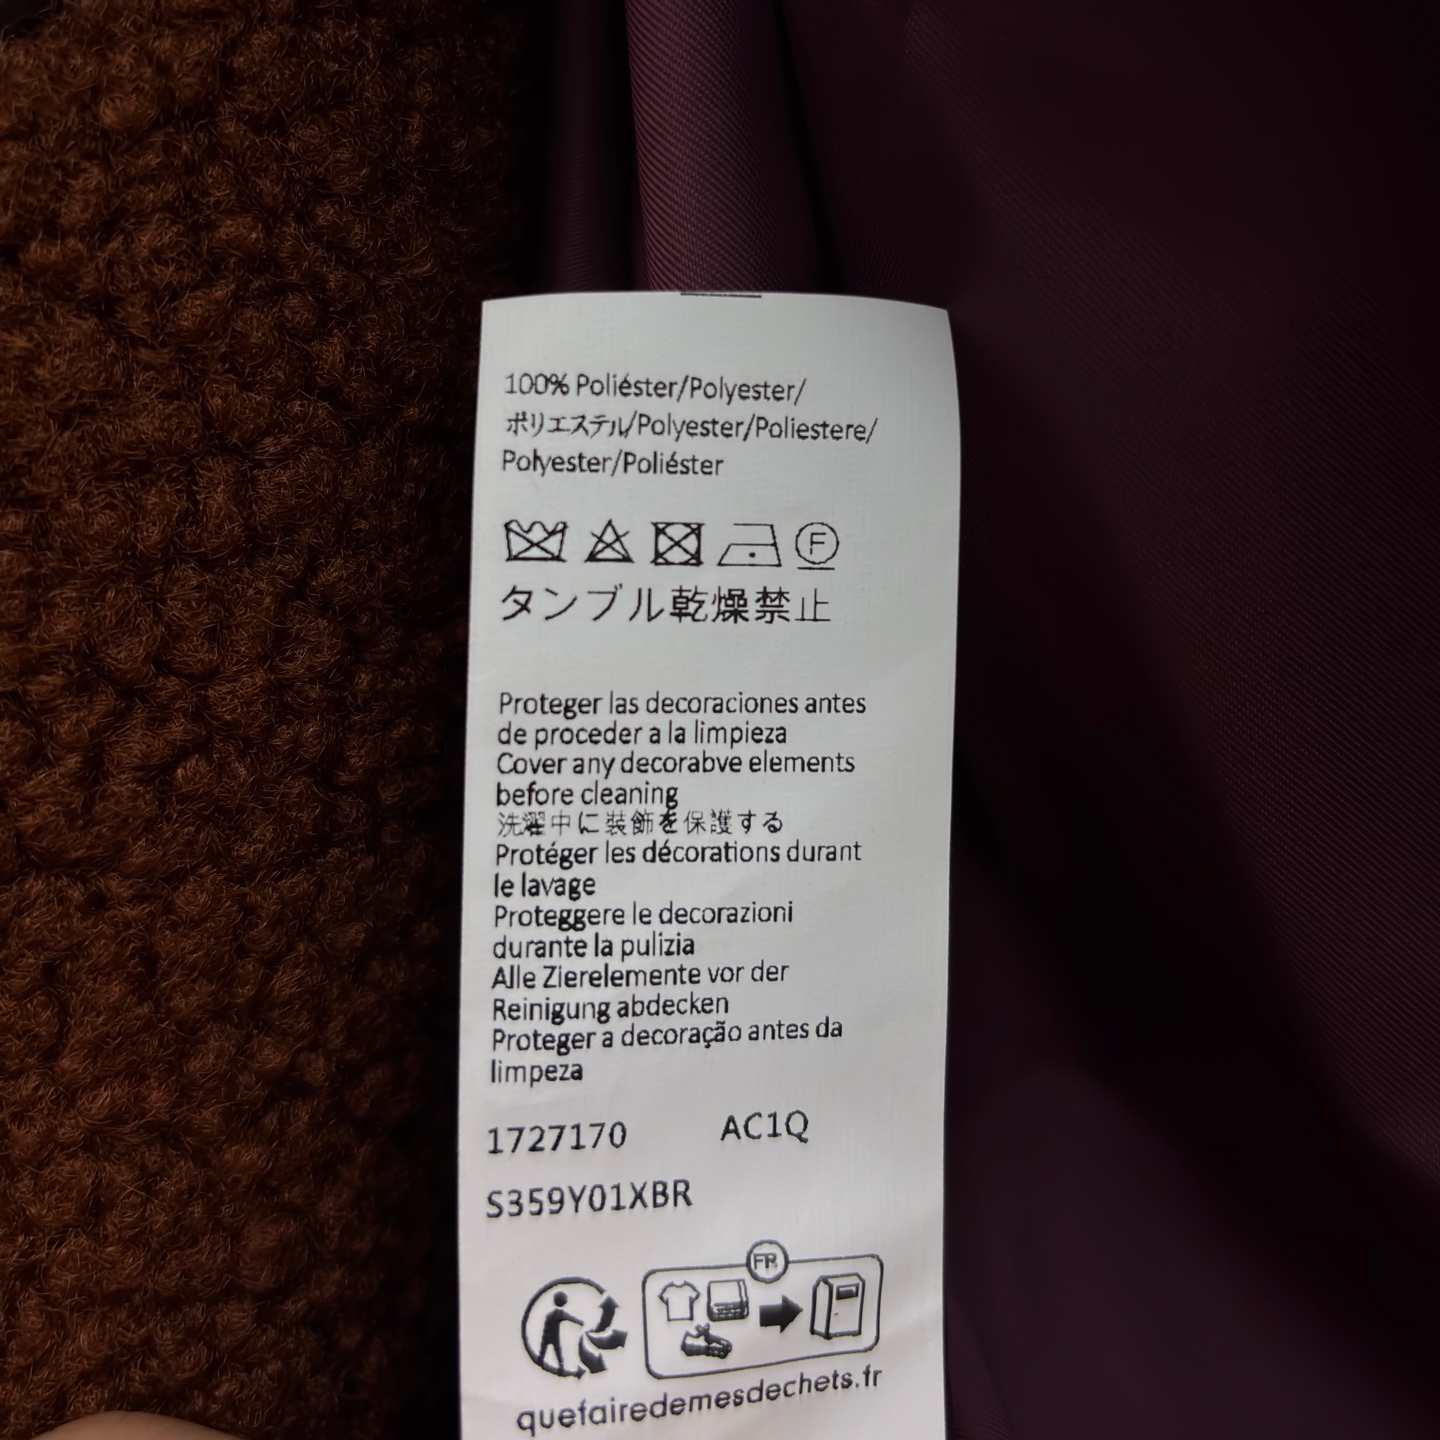 100% Poliéster/Polyester/
ポリエステル/Polyester/Poliestere/
Polyester/Poliéster
F
タンブル乾燥禁止
Proteger las decoraciones antes
de proceder a la limpieza
Cover any decorabve elements
before cleaning
洗濯中に装飾を保護する
Protéger les décorations durant
le lavage
Proteggere le decorazioni
durante la pulizia
Alle Zierelemente vor der
Reinigung abdecken
Proteger a decoração antes da
limpeza
1727170 AC1Q
S359Y01XBR
FR
quefairedemesdechets.fr